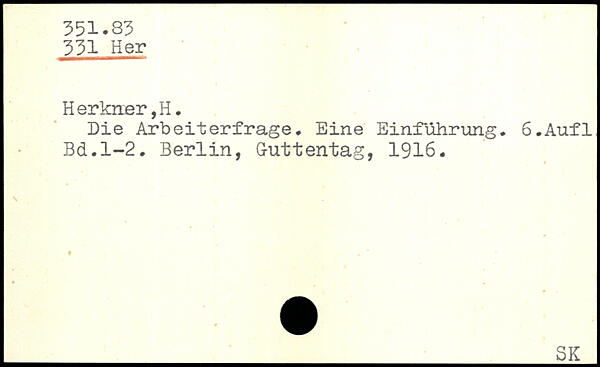 351.83
331 Her
Herkner,H.
Die Arbeiterfrage. Eine Einführung. 6.Aufl.
Bd.1-2. Berlin, Guttentag, 1916.
SK